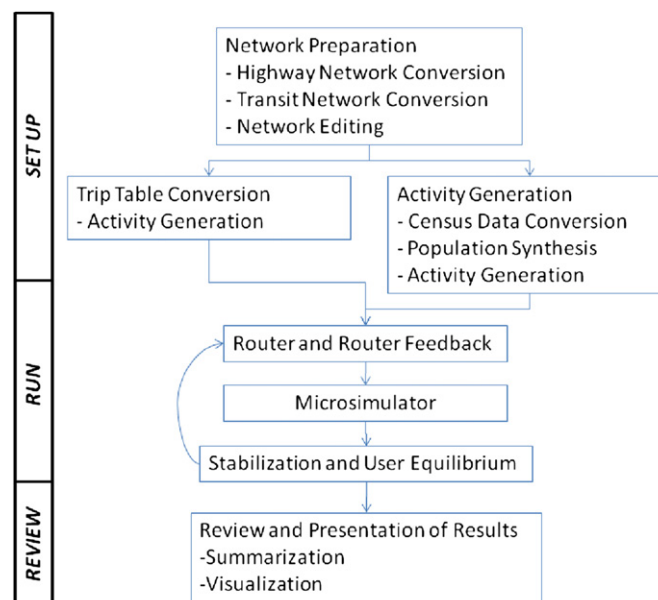 SET UP
Network Preparation
- Highway Network Conversion
- Transit Network Conversion
- Network Editing
Trip Table Conversion
- Activity Generation
Activity Generation
- Census Data Conversion
- Population Synthesis
- Activity Generation
RUN
Router and Router Feedback
Microsimulator
Stabilization and User Equilibrium
REVIEW
Review and Presentation of Results
-Summarization
-Visualization